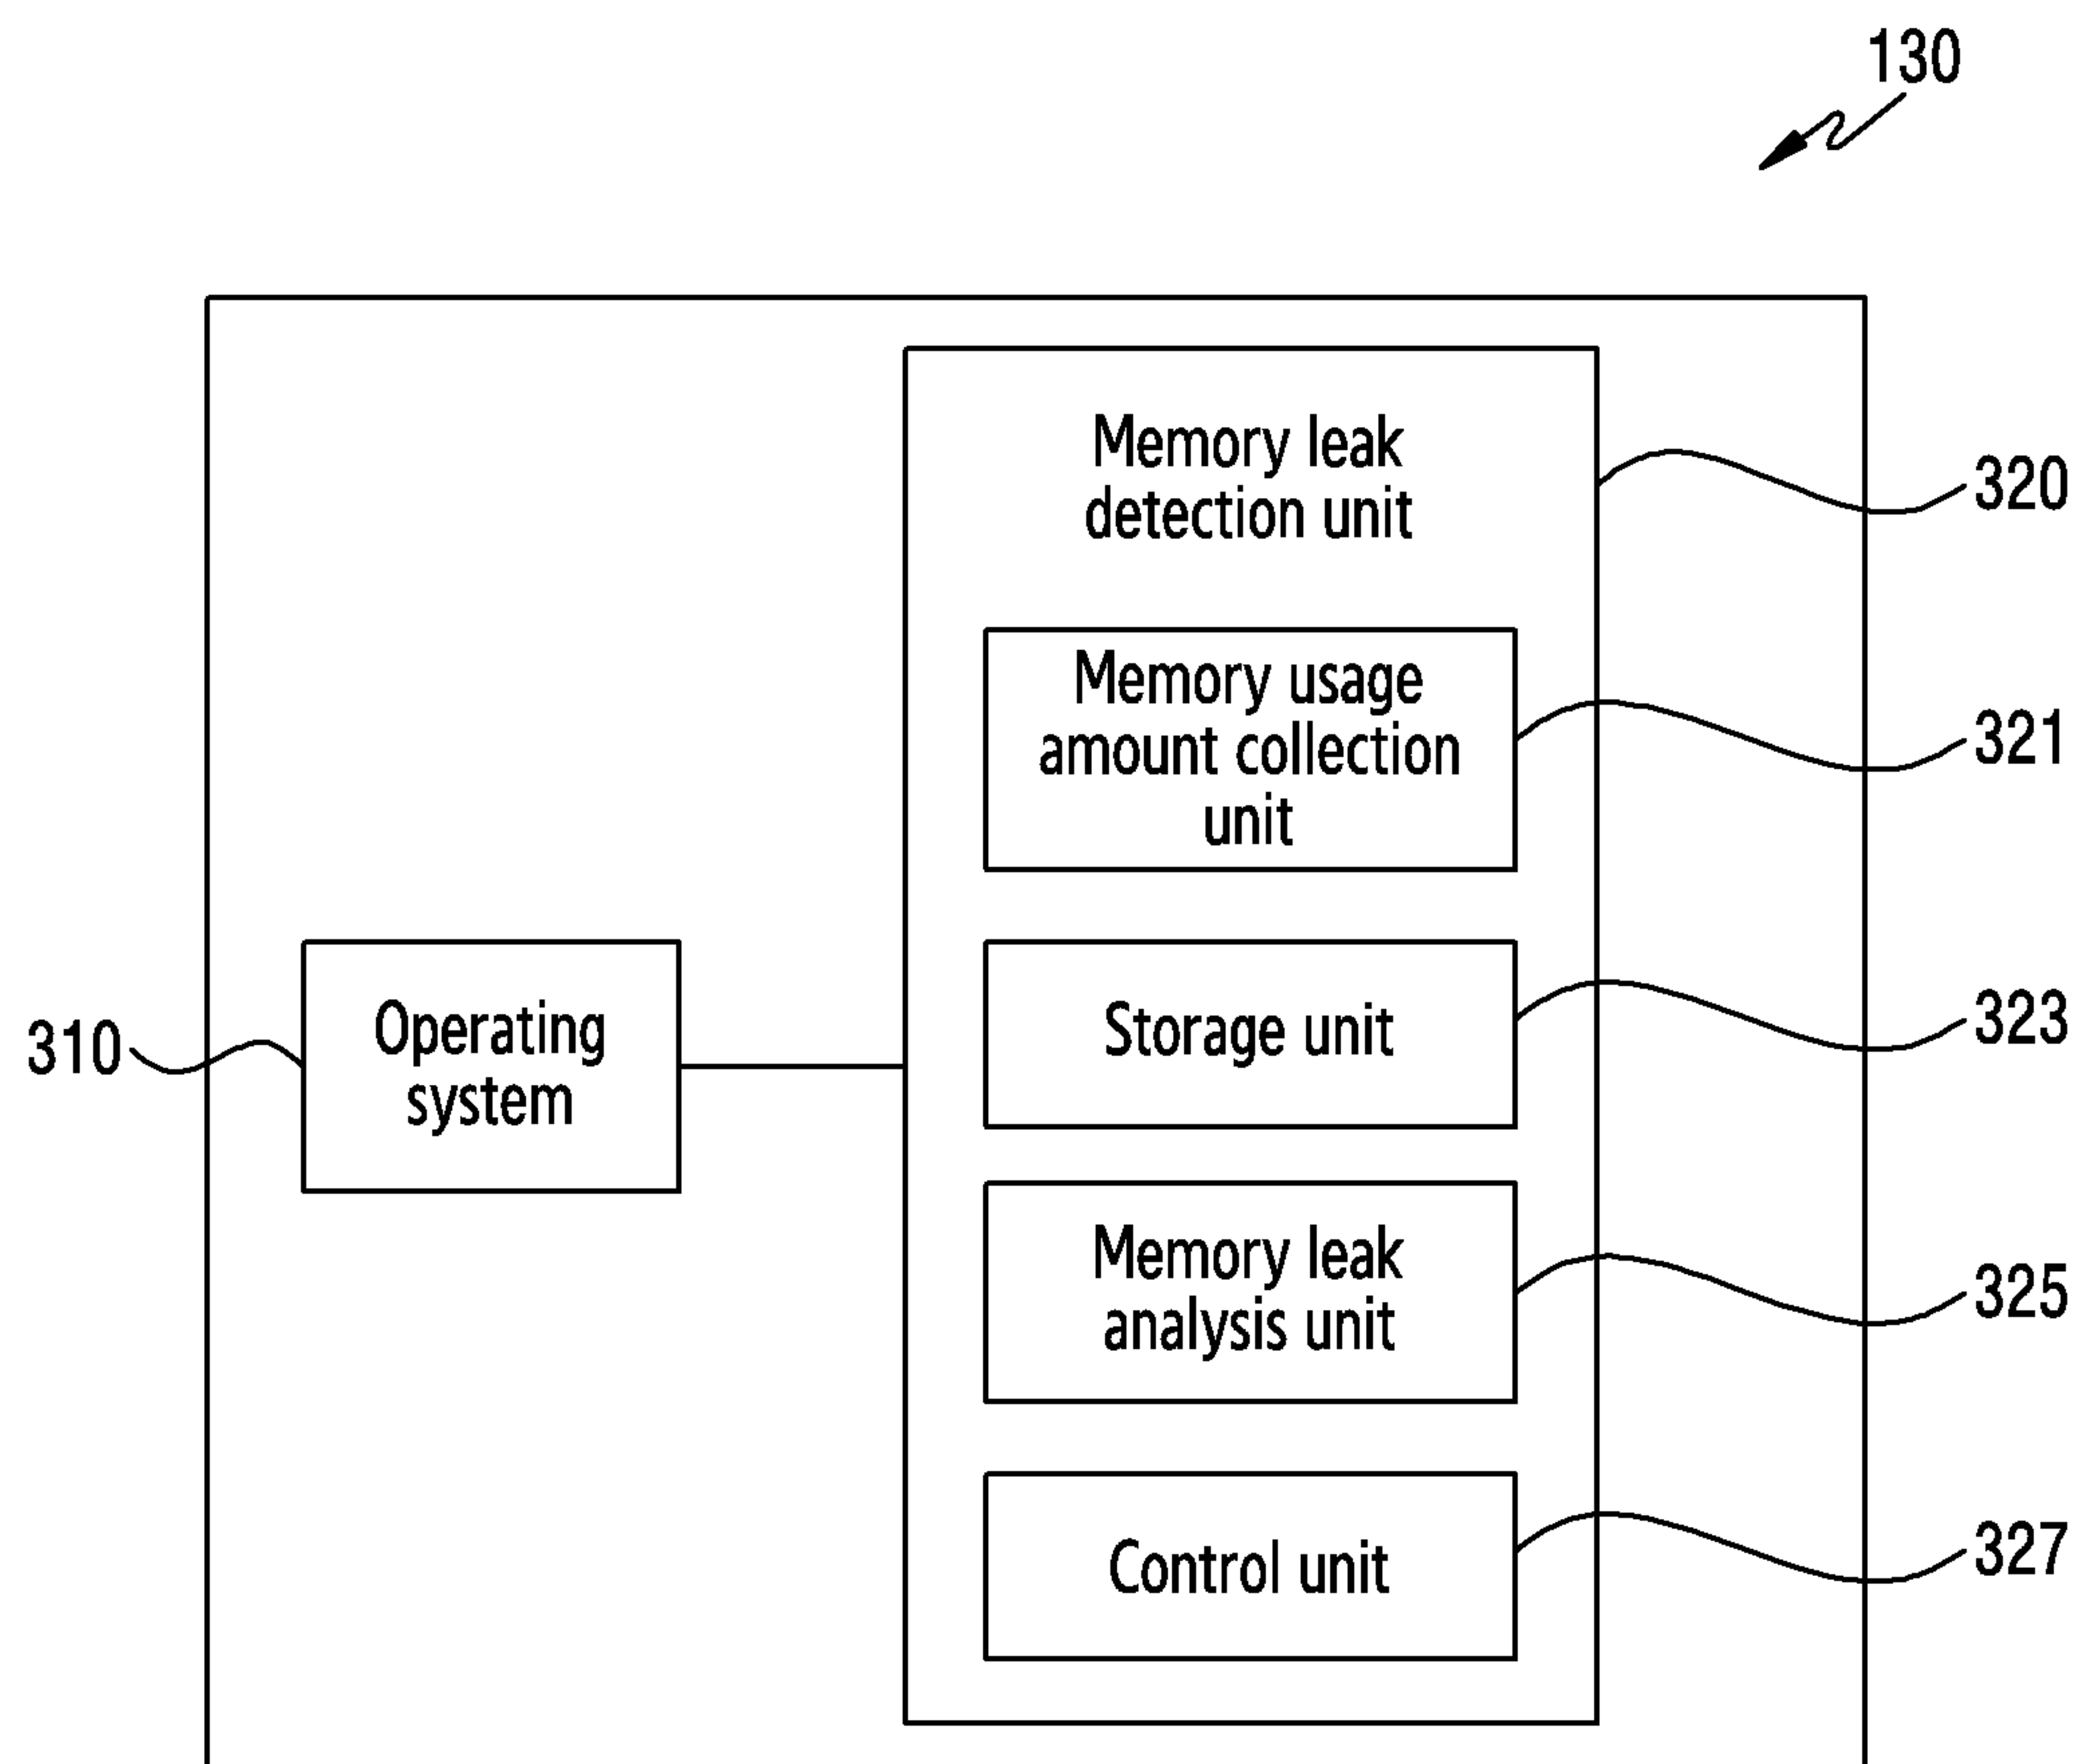 130
Memory leak
detection unit
320
Memory usage
amount collection
unit
321
Operating
system
310
Storage unit
323
Memory leak
analysis unit
325
Control unit
327